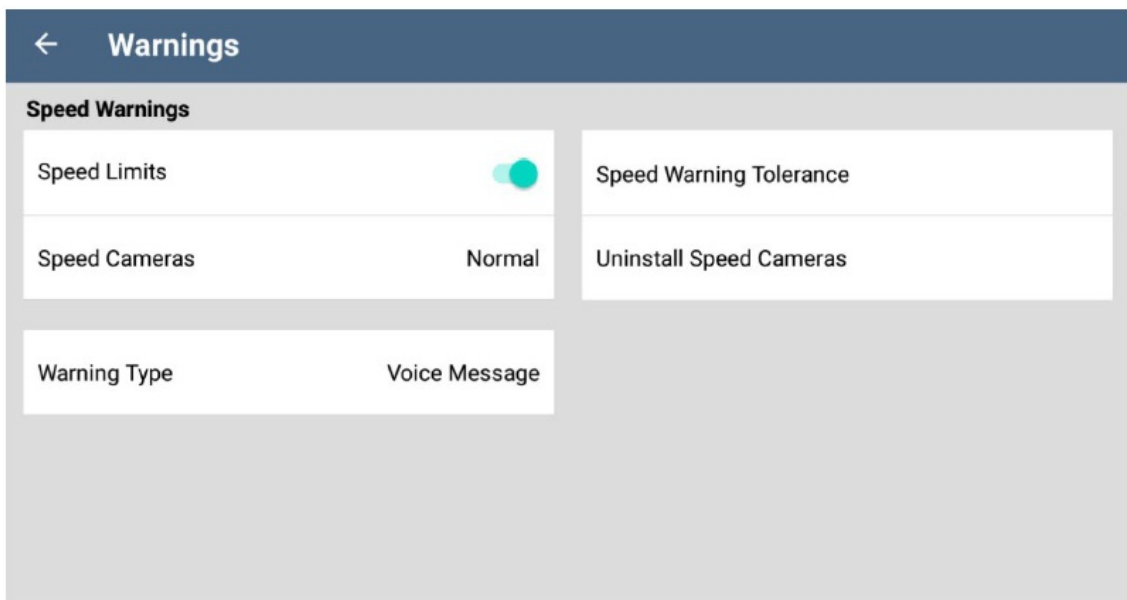 Warnings
Speed Warnings
Speed Limits
Speed Warning Tolerance
Speed Cameras Normal
Uninstall Speed Cameras
Warning Type Voice Message